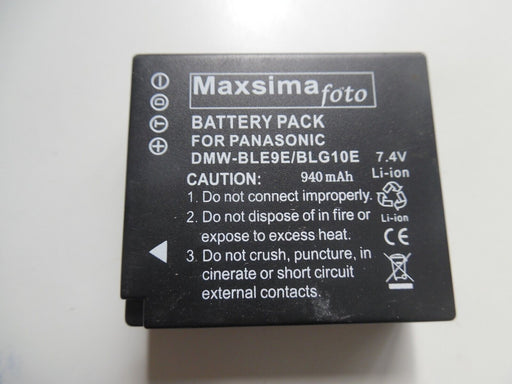 Maxsima foto
BATTERY PACK
FOR PANASONIC
DMW-BLE9E/BLG10E 7.4V
CAUTION: 940 mAh Li-ion
1. Do not connect improperly.
2. Do not dispose of in fire or
expose to excess heat.
3. Do not crush, puncture, in
cinerate or short circuit
external contacts.
Li-ion
CE
D
T